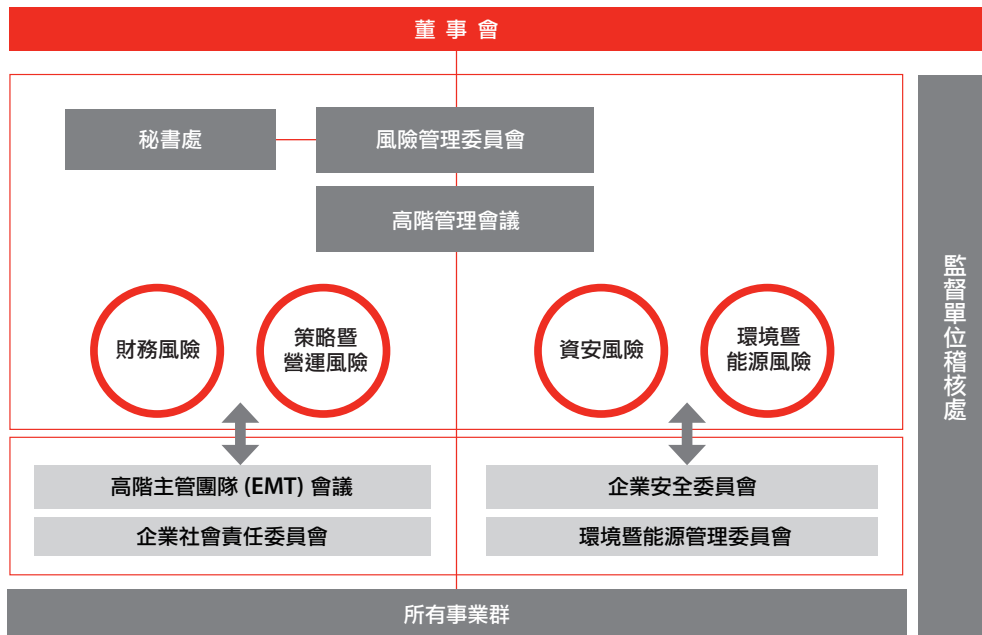 董事會
秘書處
風險管理委員會
高階管理會議
財務風險
策略暨
營運風險
資安風險
環境暨
能源風險
高階主管團隊 (EMT) 會議
企業社會責任委員會
企業安全委員會
環境暨能源管理委員會
所有事業群
監督單位稽核處